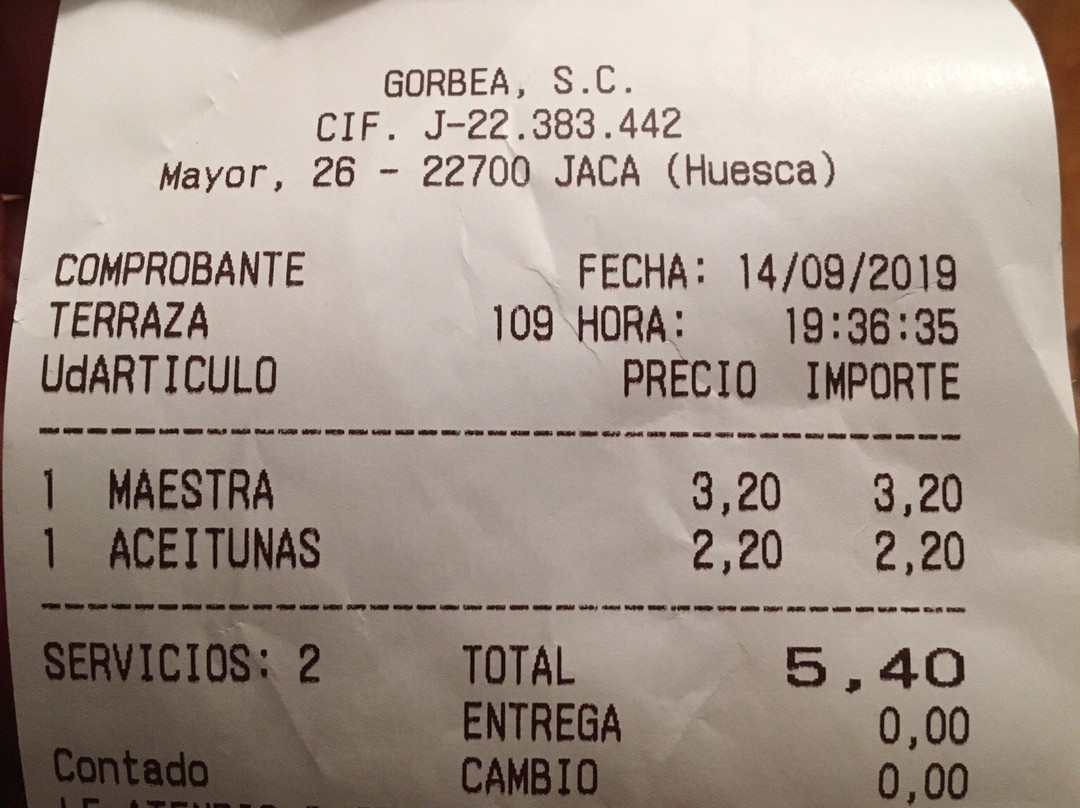 GORBEA, S.C.
CIF. J-22.383.442
Mayor, 26 - 22700 JACA (Huesca)
COMPROBANTE FECHA: 14/09/2019
TERRAZA 109 HORA: 19:36:35
UdARTICULO PRECIO IMPORTE
1 MAESTRA 3,20 3,20
1 ACEITUNAS 2,20 2,20
SERVICIOS: 2 TOTAL 5,40
ENTREGA 0,00
Contado CAMBIO 0,00